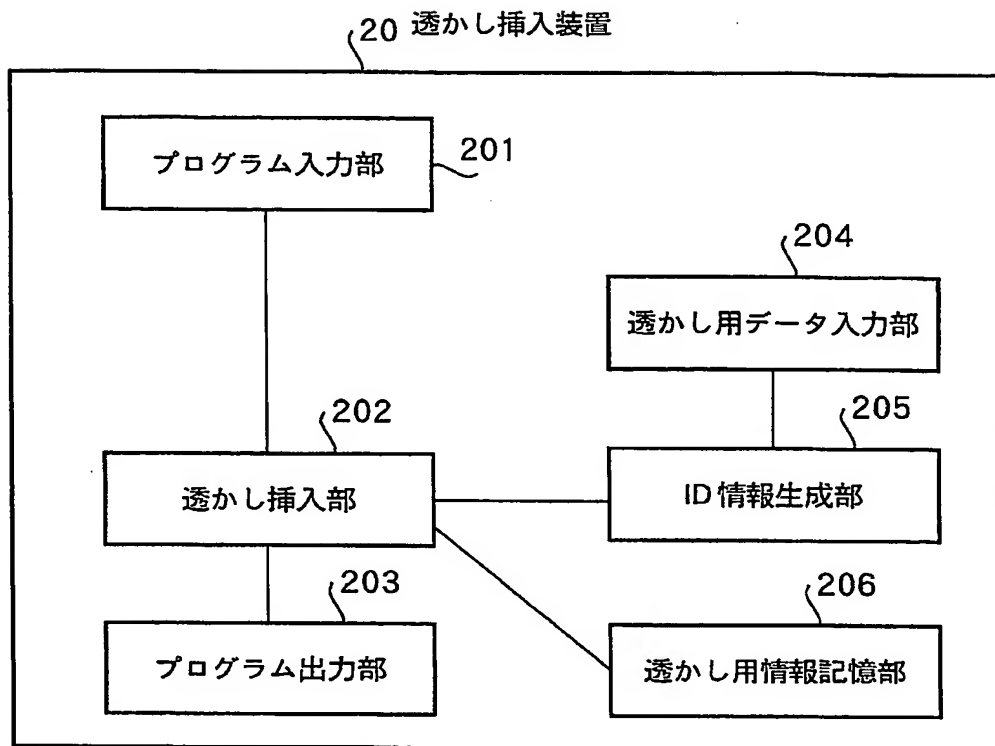 20 透かし挿入装置
プログラム入力部
201
204
透かし用データ入力部
202
205
透かし挿入部
ID情報生成部
203
206
プログラム出力部
透かし用情報記憶部